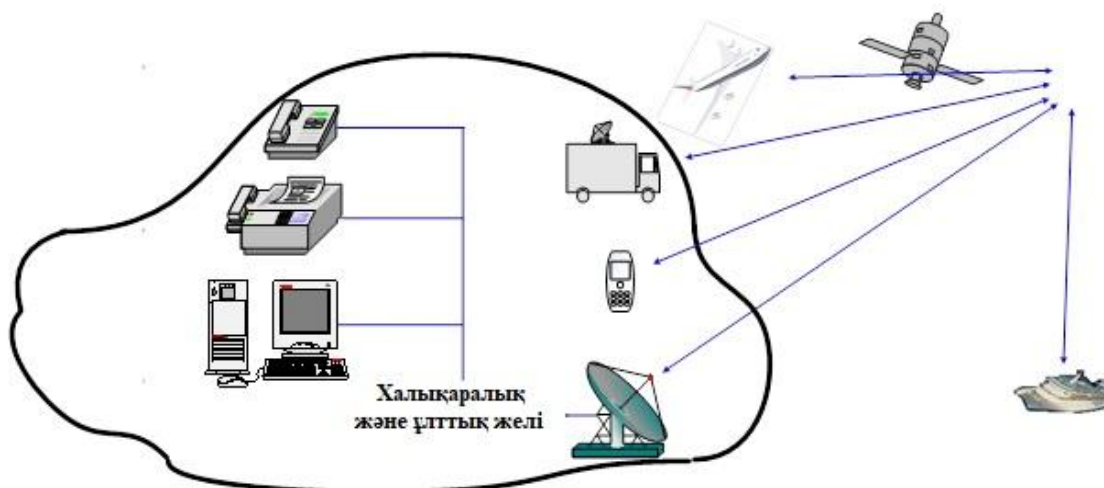 Халықаралық
және ұлттық желі